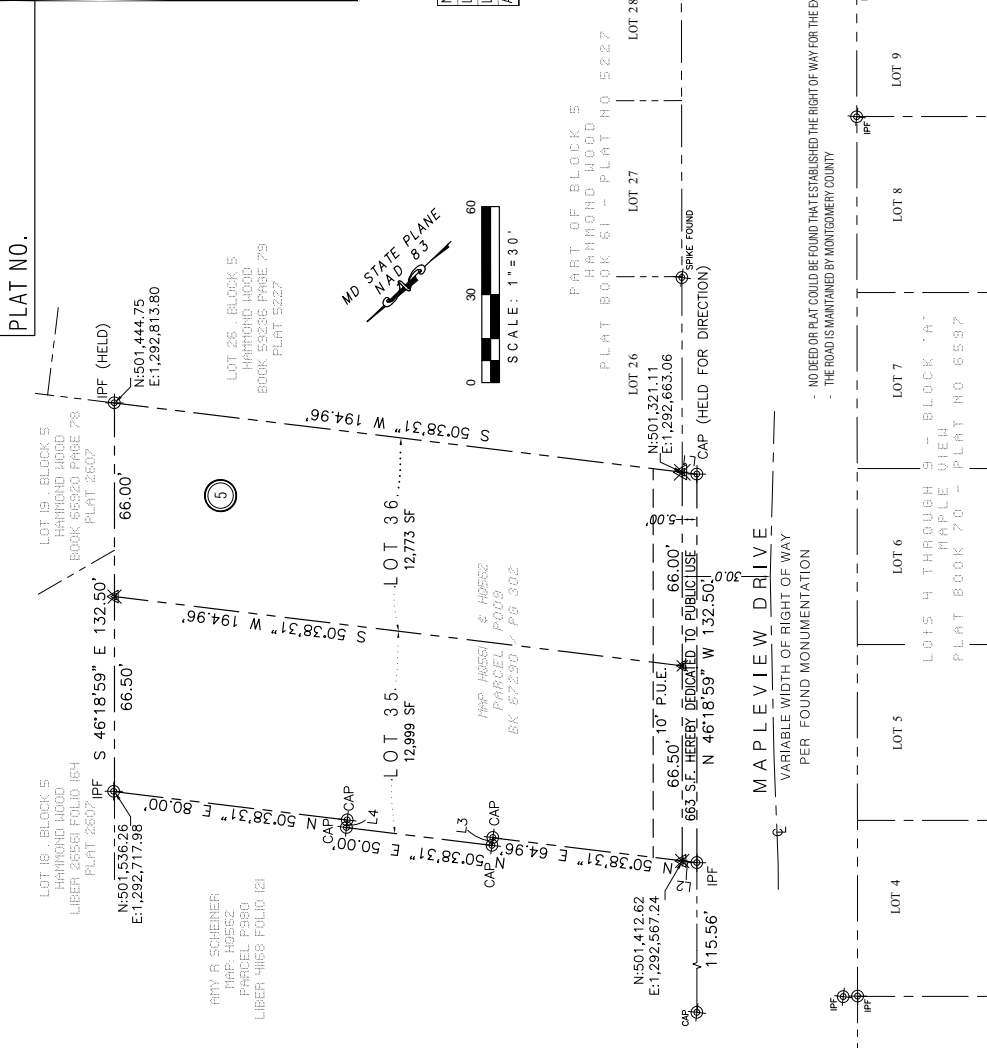 PLAT NO.
LOT 19 , BLOCK 5
HAMMOND WOOD
BOOK 66920 PAGE 78
PLAT 2607
IPF (HELD)
N:501,444.75
E:1,292,813.80
LOT 26 , BLOCK 5
HAMMOND WOOD
BOOK 59236 PAGE 79
PLAT 5227
MD STATE PLANE
NAD 83
0
30
60
SCALE: 1"=30'
PART OF BLOCK 5
HAMMOND WOOD
PLAT BOOK 61 - PLAT NO 5227
LOT 28
LOT 27
LOT 26
SPIKE FOUND
N:501,321.11
E:1,292,663.06
CAP (HELD FOR DIRECTION)
S 46°18'59" E 132.50'
66.00'
66.50'
5
S 50°38'31" W 194.96'
S 50°38'31" W 194.96'
LOT 36
12,773 SF
LOT 35
12,999 SF
MAP HQ561 & HQ562
PARCEL P009
BK 67290 / PG 302
LOT 18 , BLOCK 5
HAMMOND WOOD
LIBER 26561 FOLIO 164
PLAT 2607
IPF
N:501,536.26
E:1,292,717.98
AMY R SCHEINER
MAP: HQ562
PARCEL P980
LIBER 4168 FOLIO 121
N 50°38'31" E 80.00'
CAP
CAP
L4
N 50°38'31" E 50.00'
L3
CAP
CAP
N 50°38'31" E 64.96'
L2
IPF
N:501,412.62
E:1,292,567.24
115.56'
CAP
10' P.U.E.
5.00'
66.50'
66.00'
663 S.F. HEREBY DEDICATED TO PUBLIC USE
N 46°18'59" W 132.50'
30.0'
MAPLEVIEW DRIVE
VARIABLE WIDTH OF RIGHT OF WAY
PER FOUND MONUMENTATION
- NO DEED OR PLAT COULD BE FOUND THAT ESTABLISHED THE RIGHT OF WAY FOR THE
- THE ROAD IS MAINTAINED BY MONTGOMERY COUNTY
IPF
IPF
IPF
LOT 4
LOT 5
LOT 6
LOT 7
LOT 8
LOT 9
LOTS 4 THROUGH 9 - BLOCK "A"
MAPLE VIEW
PLAT BOOK 70 - PLAT NO 6597